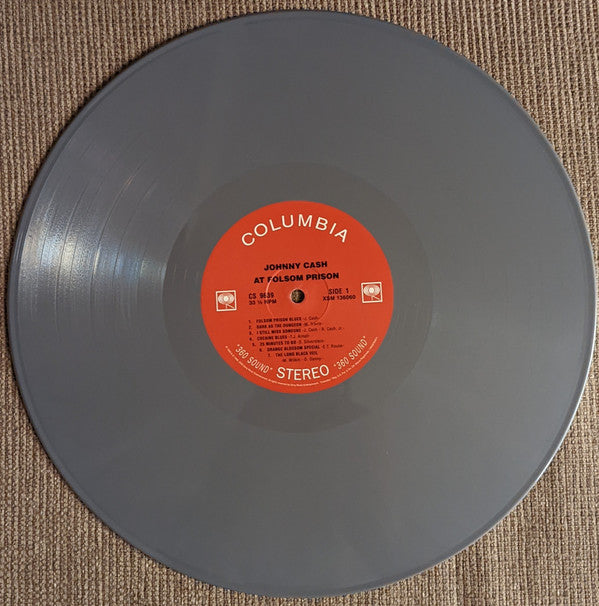 COLUMBIA
JOHNNY CASH
AT FOLSOM PRISON
CS 9639 SIDE 1
33 ⅓ RPM XSM 136060
1. FOLSOM PRISON BLUES -J. Cash-
2. DARK AS THE DUNGEON -M. Travis-
3. I STILL MISS SOMEONE -J. Cash - R. Cash, Jr.-
4. COCAINE BLUES -T.J. Arnall-
5. 25 MINUTES TO GO -S. Silverstein-
6. ORANGE BLOSSOM SPECIAL -E.T. Rouse-
7. THE LONG BLACK VEIL
-M. Wilkin - D. Dill-
"360 SOUND" STEREO "360 SOUND"